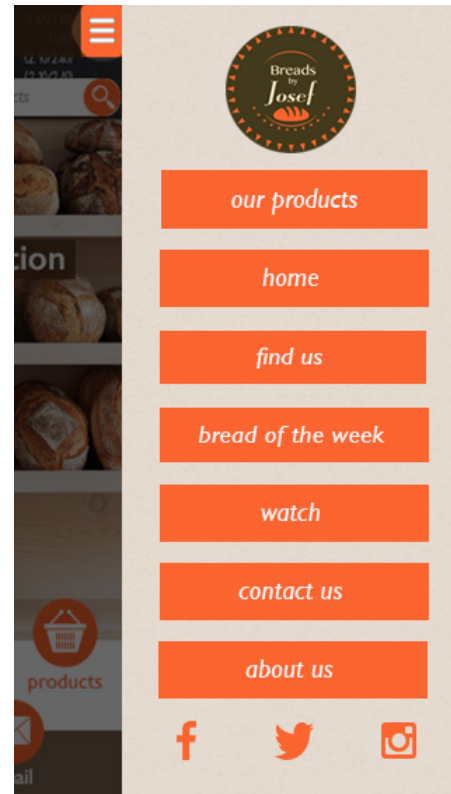 Breads
by
Josef
our products
home
find us
bread of the week
watch
contact us
about us
tion
products
ail